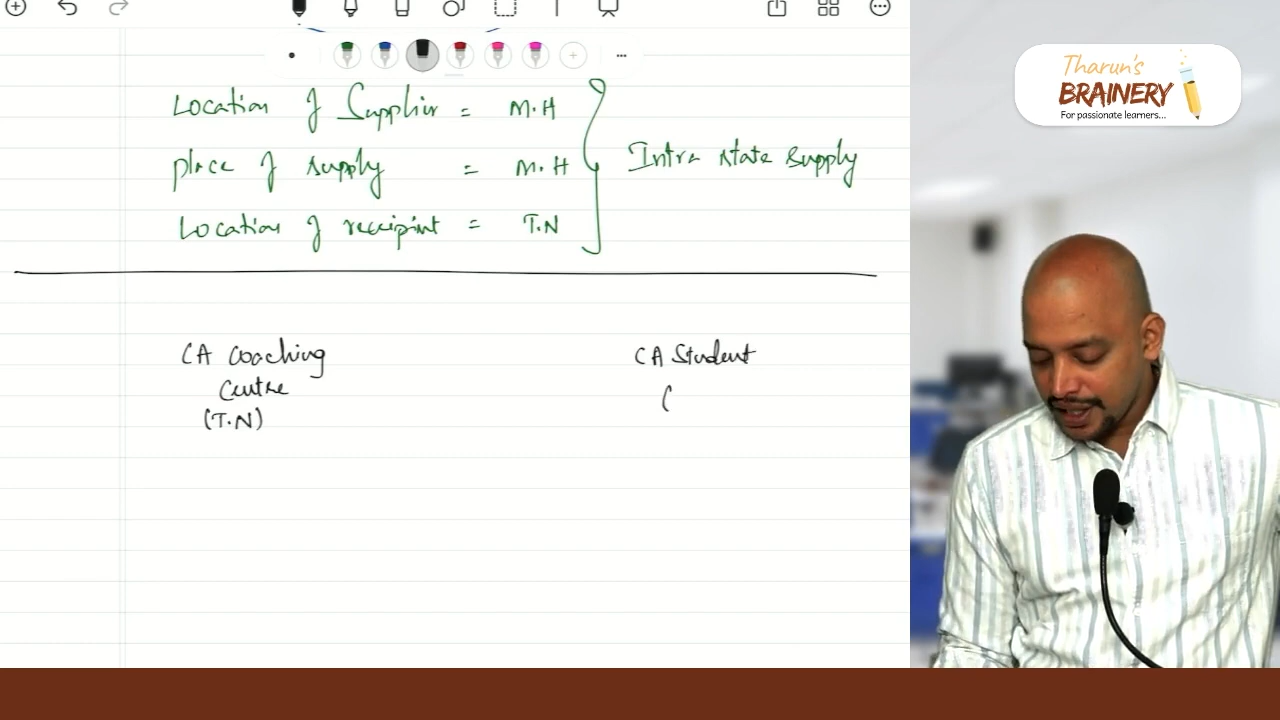 Tharun's
BRAINERY
For passionate learners...
Location of Supplier = M.H
place of supply = M.H
Intra state supply
Location of receipint = T.N
CA Coaching
Centre
(T.N)
CA Student
(